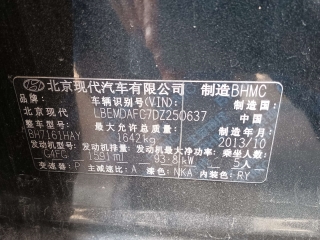 北京现代汽车有限公司 制造BHMC
品牌: 车辆识别号(VIN): 制造国:
北京现代 LBEMDAFC7DZ250637 中国
整车型号: 最大允许总质量: 制造年月:
BH7161HAY 1642kg 2013/10
发动机型号: 发动机排量: 发动机最大净功率: 乘坐人数:
G4FG 1591ml 93.8kW 5人
变速器: P 主减速比: A 漆色: NKA 内装色: RY